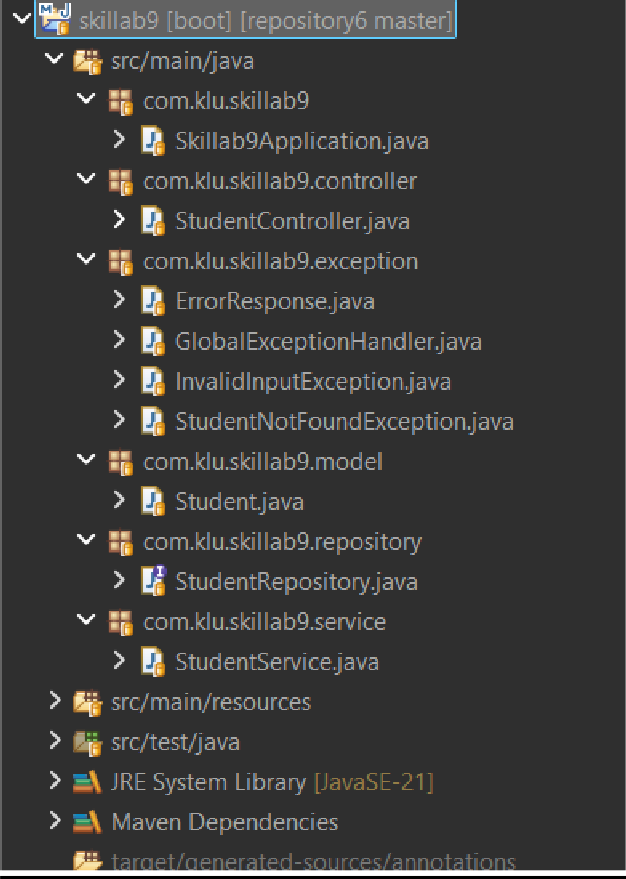 skillab9 [boot] [repository6 master]
src/main/java
com.klu.skillab9
Skillab9Application.java
com.klu.skillab9.controller
StudentController.java
com.klu.skillab9.exception
ErrorResponse.java
GlobalExceptionHandler.java
InvalidInputException.java
StudentNotFoundException.java
com.klu.skillab9.model
Student.java
com.klu.skillab9.repository
StudentRepository.java
com.klu.skillab9.service
StudentService.java
src/main/resources
src/test/java
JRE System Library [JavaSE-21]
Maven Dependencies
target/generated-sources/annotations